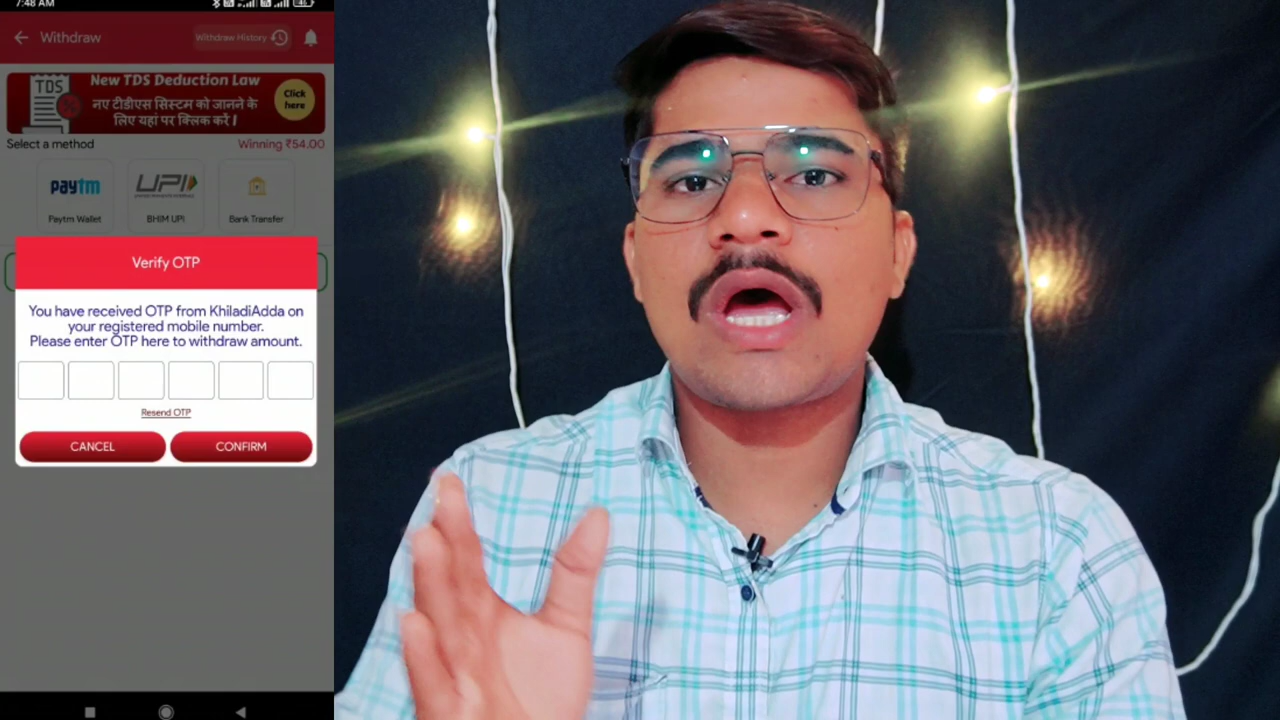 7:48 AM
Withdraw
Withdraw History
New TDS Deduction Law
TDS
नए टीडीएस सिस्टम को जानने के
लिए यहां पर क्लिक करें।
Click
here
Select a method
Winning ₹54.00
paytm
UPI
Paytm Wallet
BHIM UPI
Bank Transfer
Verify OTP
You have received OTP from KhiladiAdda on
your registered mobile number.
Please enter OTP here to withdraw amount.
Resend OTP
CANCEL
CONFIRM